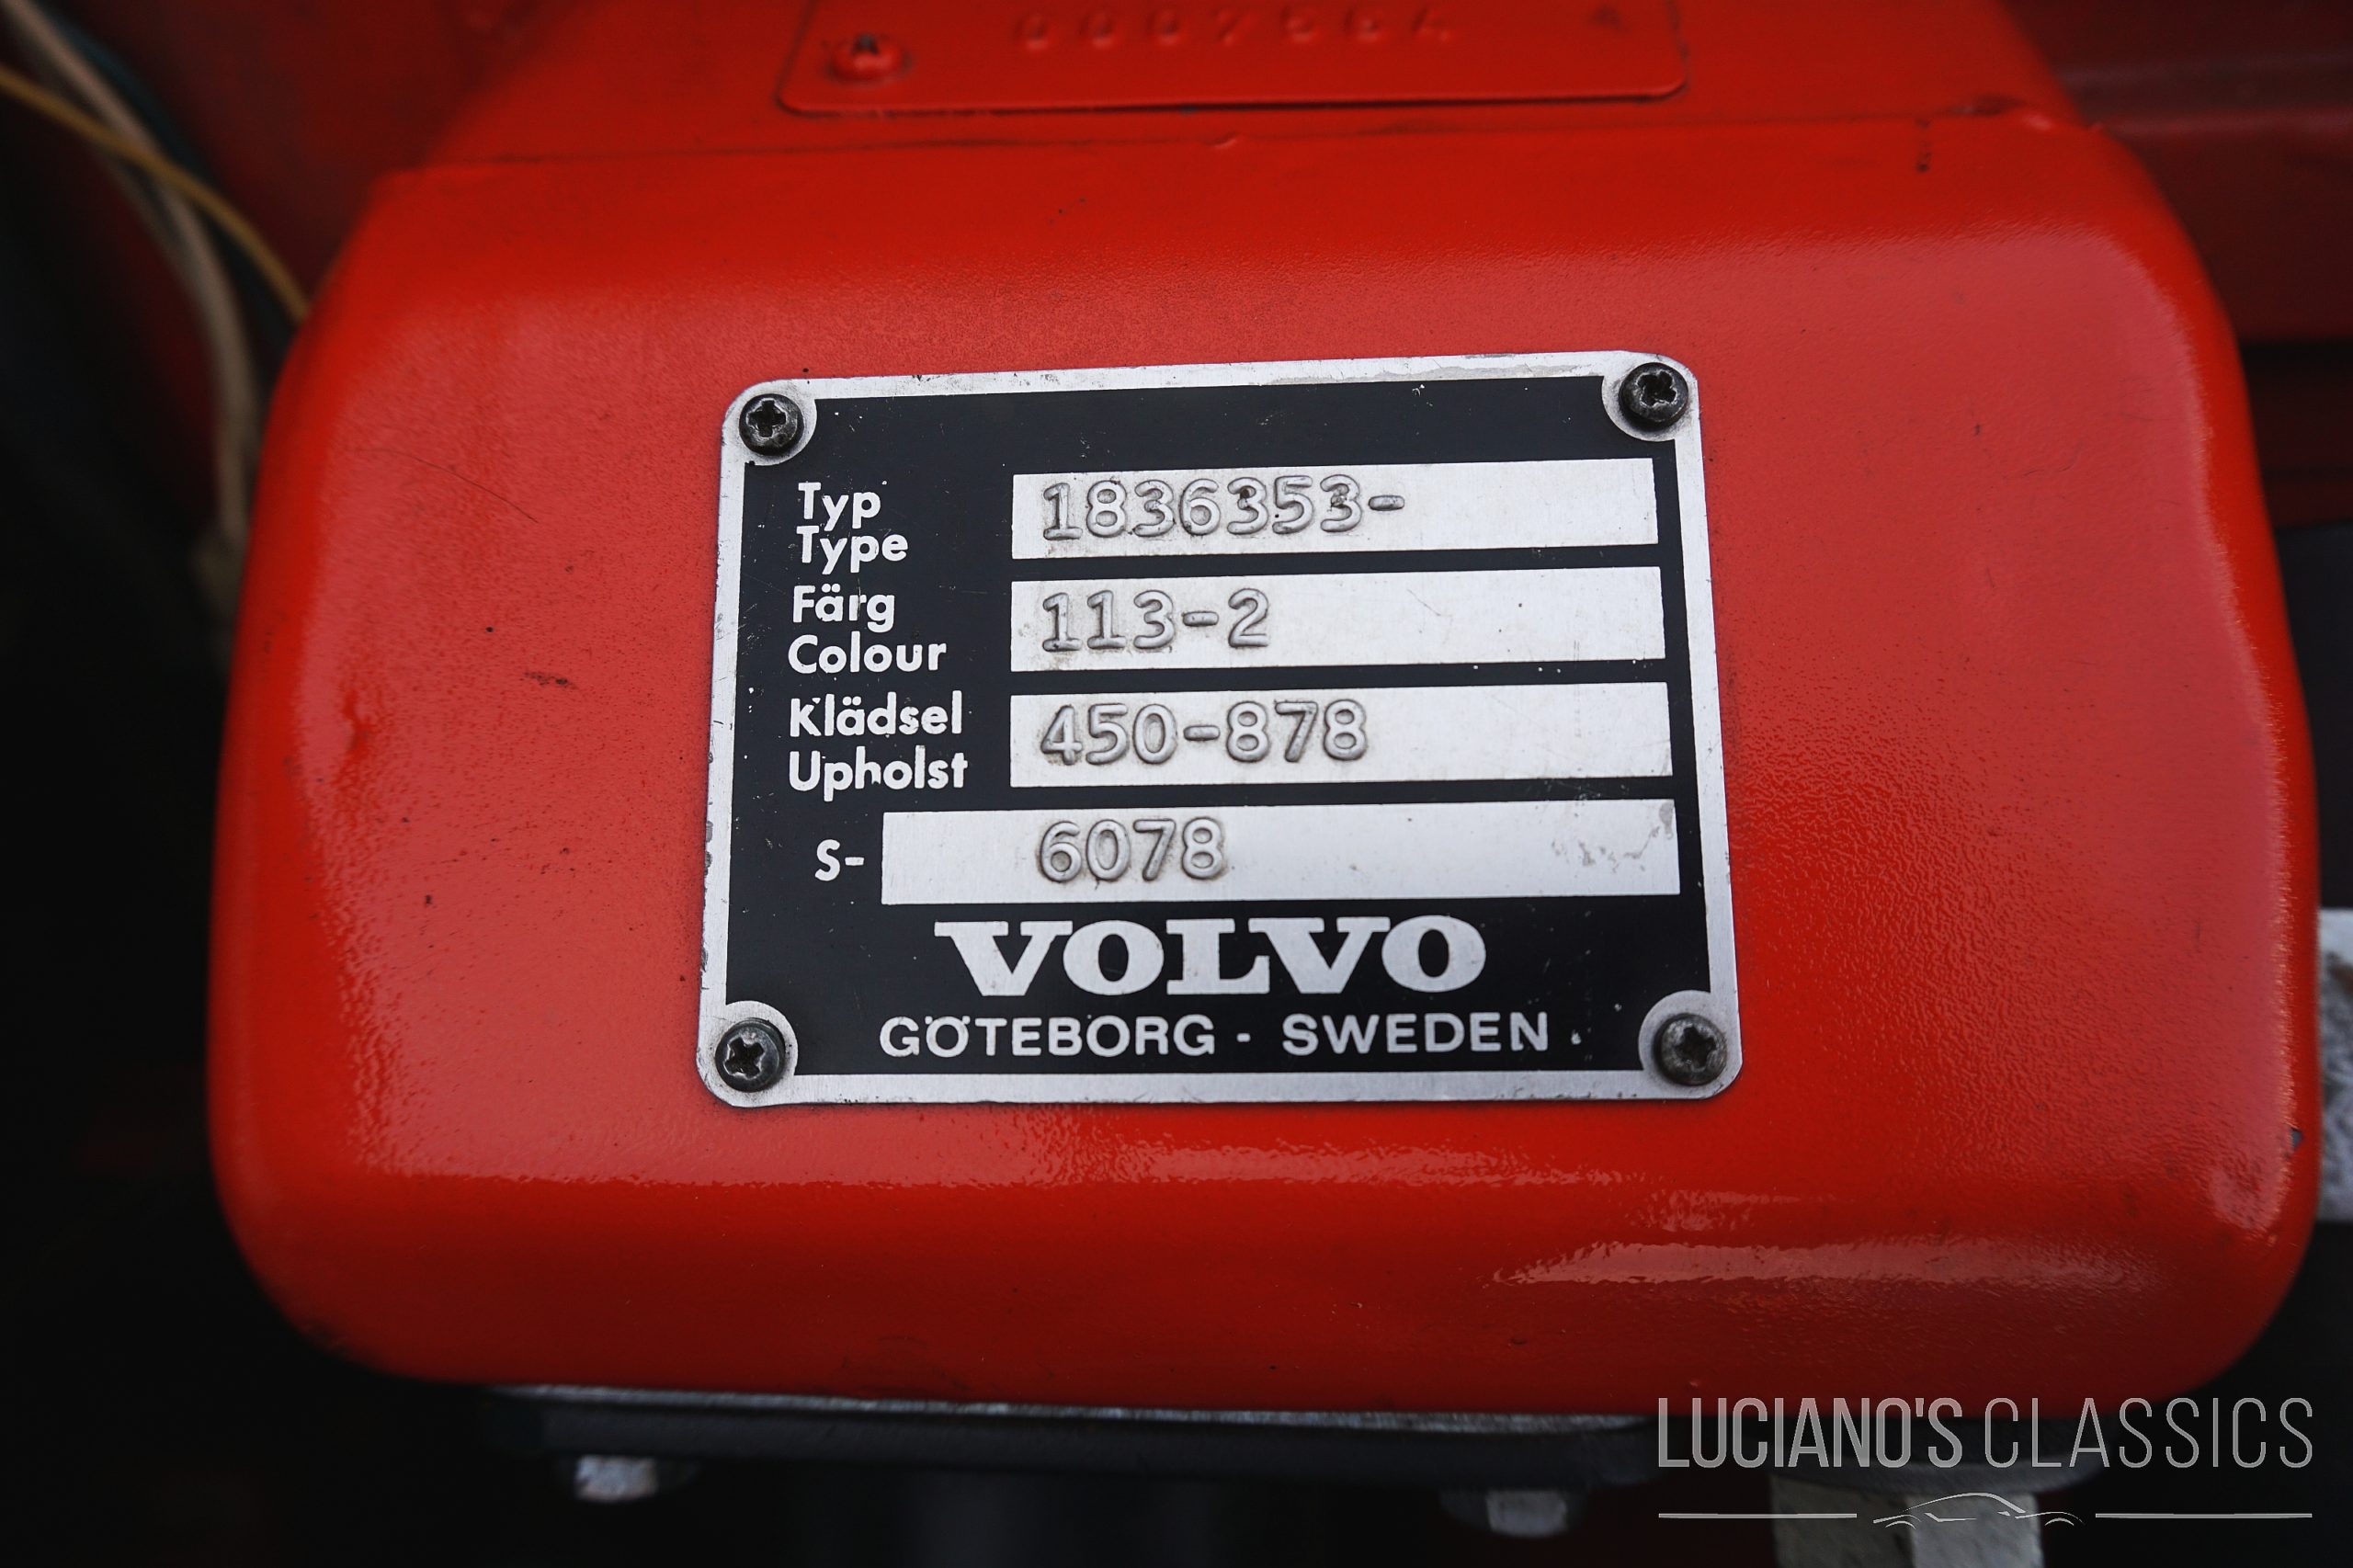 Typ
Type
1836353-
Färg
Colour
113-2
Klädsel
Upholst
450-878
S- 6078
VOLVO
GÖTEBORG - SWEDEN
LUCIANO'S CLASSICS